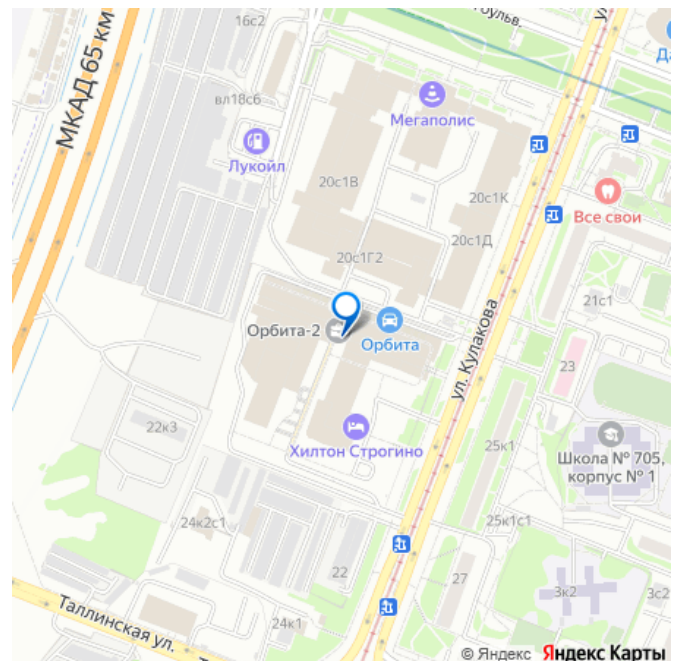 16с2
МКАД 65 км
вл18с6
Лукойл
Мегаполис
20с1В
20с1К
20с1Д
20с1Г2
Все свои
21с1
Орбита-2
Орбита
ул. Кулакова
23
Хилтон Строгино
22к3
25к1
Школа № 705,
корпус № 1
24к2с1
25к1с1
22
27
3к2
3с2
24к1
Таллинская ул.
© Яндекс Яндекс Карты